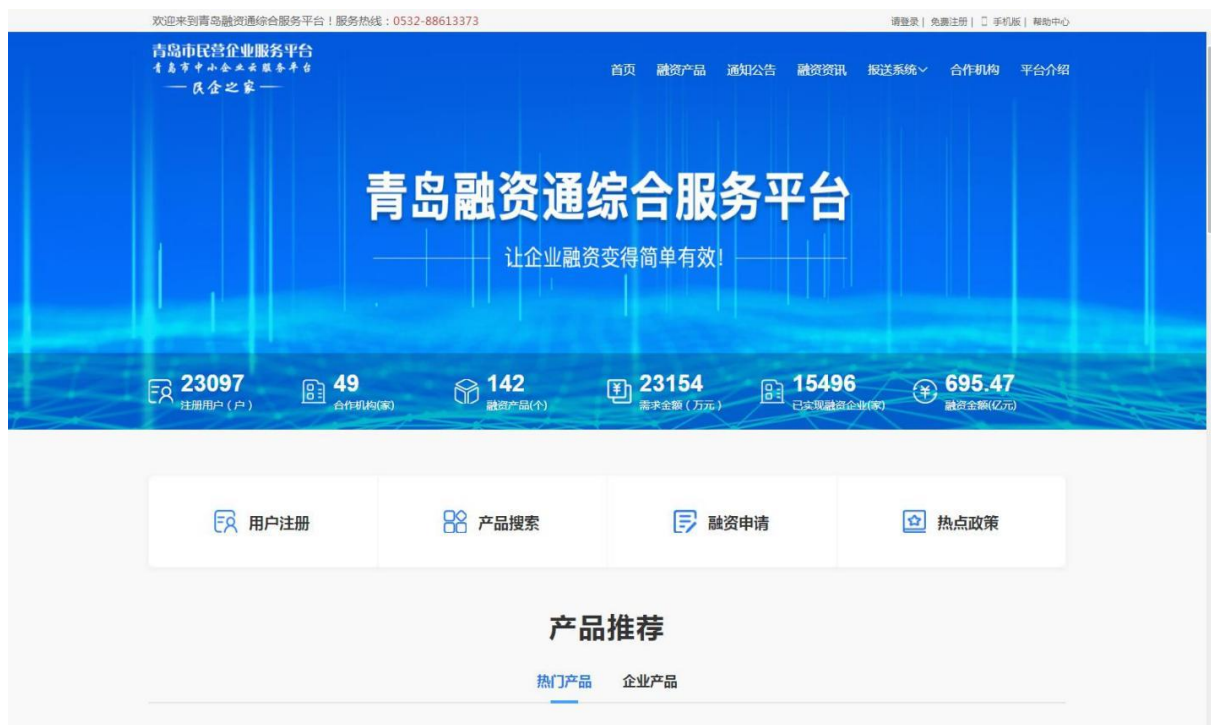 欢迎来到青岛融资通综合服务平台！服务热线：0532-88613373
请登录 | 免费注册 | 手机版 | 帮助中心
青岛市民营企业服务平台
青岛市中小企业云服务平台
民企之家
首页 融资产品 通知公告 融资资讯 报送系统 合作机构 平台介绍
青岛融资通综合服务平台
让企业融资变得简单有效！
23097 49 142 23154 15496 695.47
注册用户（户） 合作机构(家) 融资产品(个) 需求金额（万元） 已实现融资企业(家) 融资金额(亿元)
用户注册 产品搜索 融资申请 热点政策
产品推荐
热门产品 企业产品